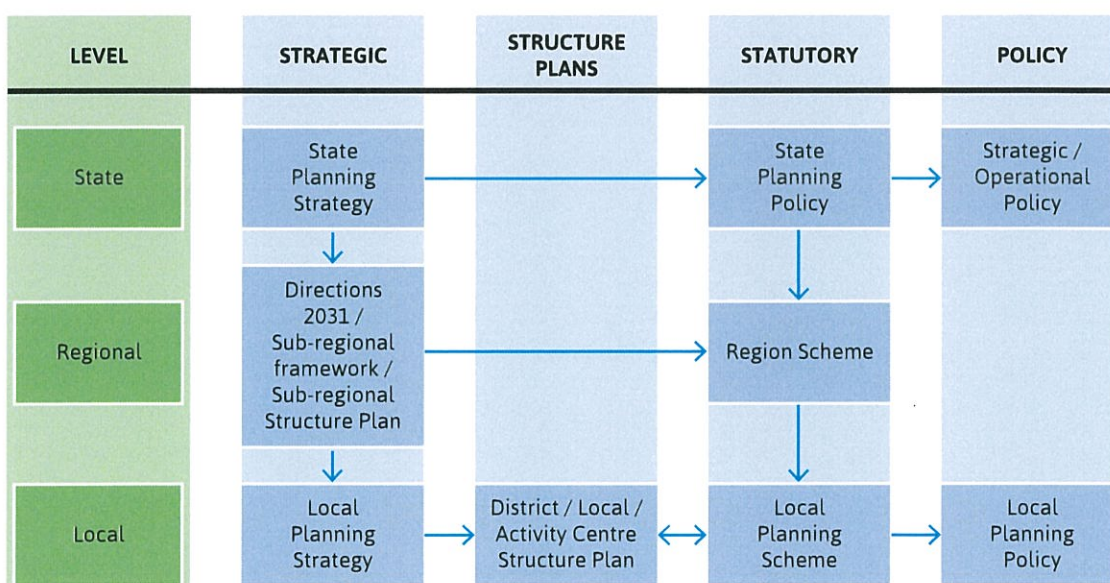 LEVEL
STRATEGIC
STRUCTURE
PLANS
STATUTORY
POLICY
State
State
Planning
Strategy
State
Planning
Policy
Strategic /
Operational
Policy
Regional
Directions
2031 /
Sub-regional
framework /
Sub-regional
Structure Plan
Region Scheme
Local
Local
Planning
Strategy
District / Local /
Activity Centre
Structure Plan
Local
Planning
Scheme
Local
Planning
Policy